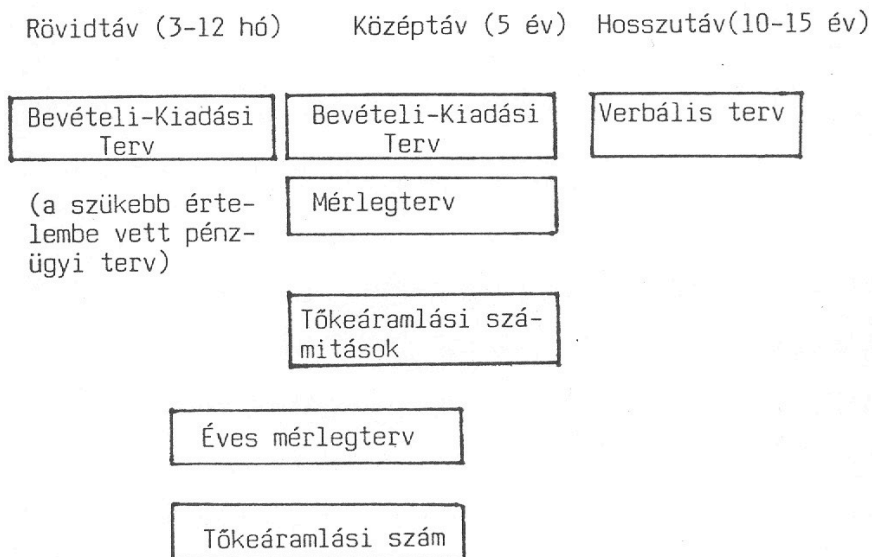 Rövidtáv (3-12 hó) Középtáv (5 év) Hosszutáv(10-15 év)
Bevételi-Kiadási
Terv
Bevételi-Kiadási
Terv
Verbális terv
(a szükebb érte-
lembe vett pénz-
ügyi terv)
Mérlegterv
Tőkeáramlási szá-
mitások
Éves mérlegterv
Tőkeáramlási szám